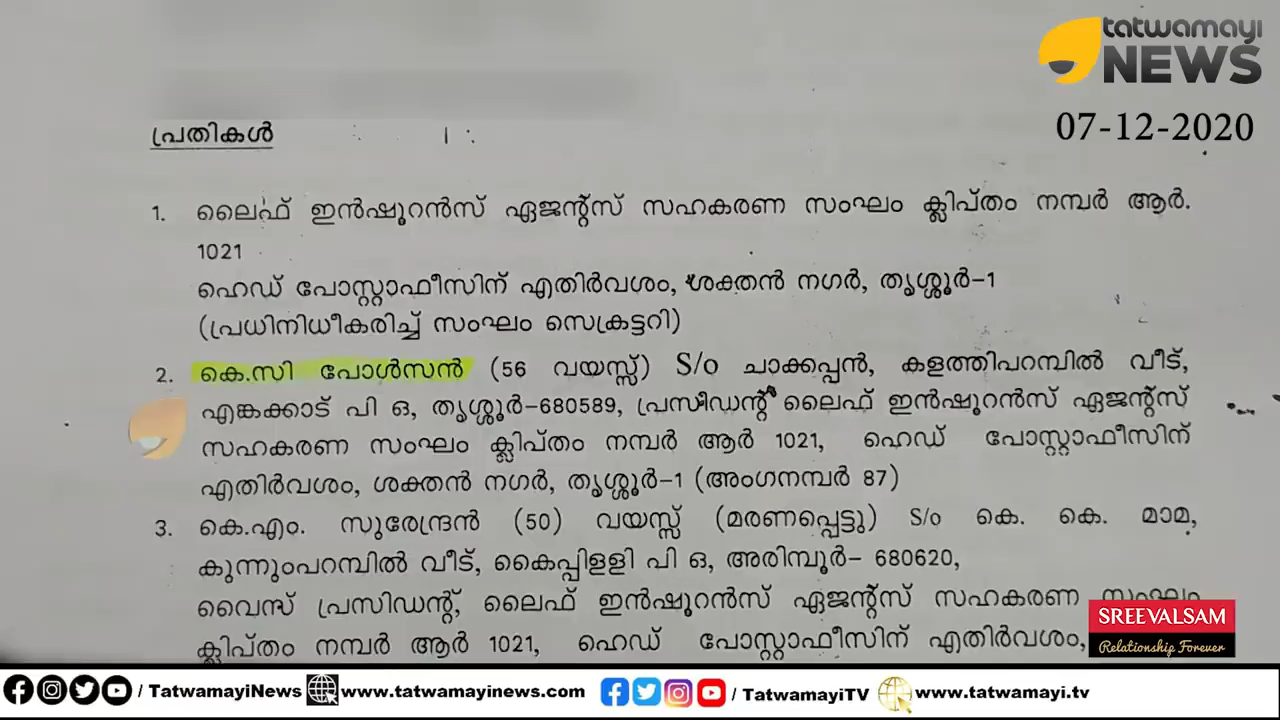 tatwamayi
NEWS
07-12-2020
പ്രതികൾ :
1. ലൈഫ് ഇൻഷൂറൻസ് ഏജന്റ്സ് സഹകരണ സംഘം ക്ലിപ്തം നമ്പർ ആർ.
1021
ഹെഡ് പോസ്റ്റാഫീസിന് എതിർവശം, ശക്തൻ നഗർ, തൃശ്ശൂർ-1
(പ്രധിനിധീകരിച്ച് സംഘം സെക്രട്ടറി)
2. കെ.സി പോൾസൻ (56 വയസ്സ്) S/o ചാക്കപ്പൻ, കളത്തിപറമ്പിൽ വീട്,
എങ്കക്കാട് പി ഒ, തൃശ്ശൂർ-680589, പ്രസിഡന്റ് ലൈഫ് ഇൻഷൂറൻസ് ഏജന്റ്സ്
സഹകരണ സംഘം ക്ലിപ്തം നമ്പർ ആർ 1021, ഹെഡ് പോസ്റ്റാഫീസിന്
എതിർവശം, ശക്തൻ നഗർ, തൃശ്ശൂർ-1 (അംഗനമ്പർ 87)
3. കെ.എം. സുരേന്ദ്രൻ (50) വയസ്സ് (മരണപ്പെട്ടു) S/o കെ. കെ. മാമ,
കുന്നുംപറമ്പിൽ വീട്, കൈപ്പിളളി പി ഒ, അരിമ്പൂർ- 680620,
വൈസ് പ്രസിഡന്റ്, ലൈഫ് ഇൻഷൂറൻസ് ഏജന്റ്സ് സഹകരണ സംഘം
ക്ലിപ്തം നമ്പർ ആർ 1021, ഹെഡ് പോസ്റ്റാഫീസിന് എതിർവശം,
SREEVALSAM
Relationship Forever
/ TatwamayiNews www.tatwamayinews.com / TatwamayiTV www.tatwamayi.tv